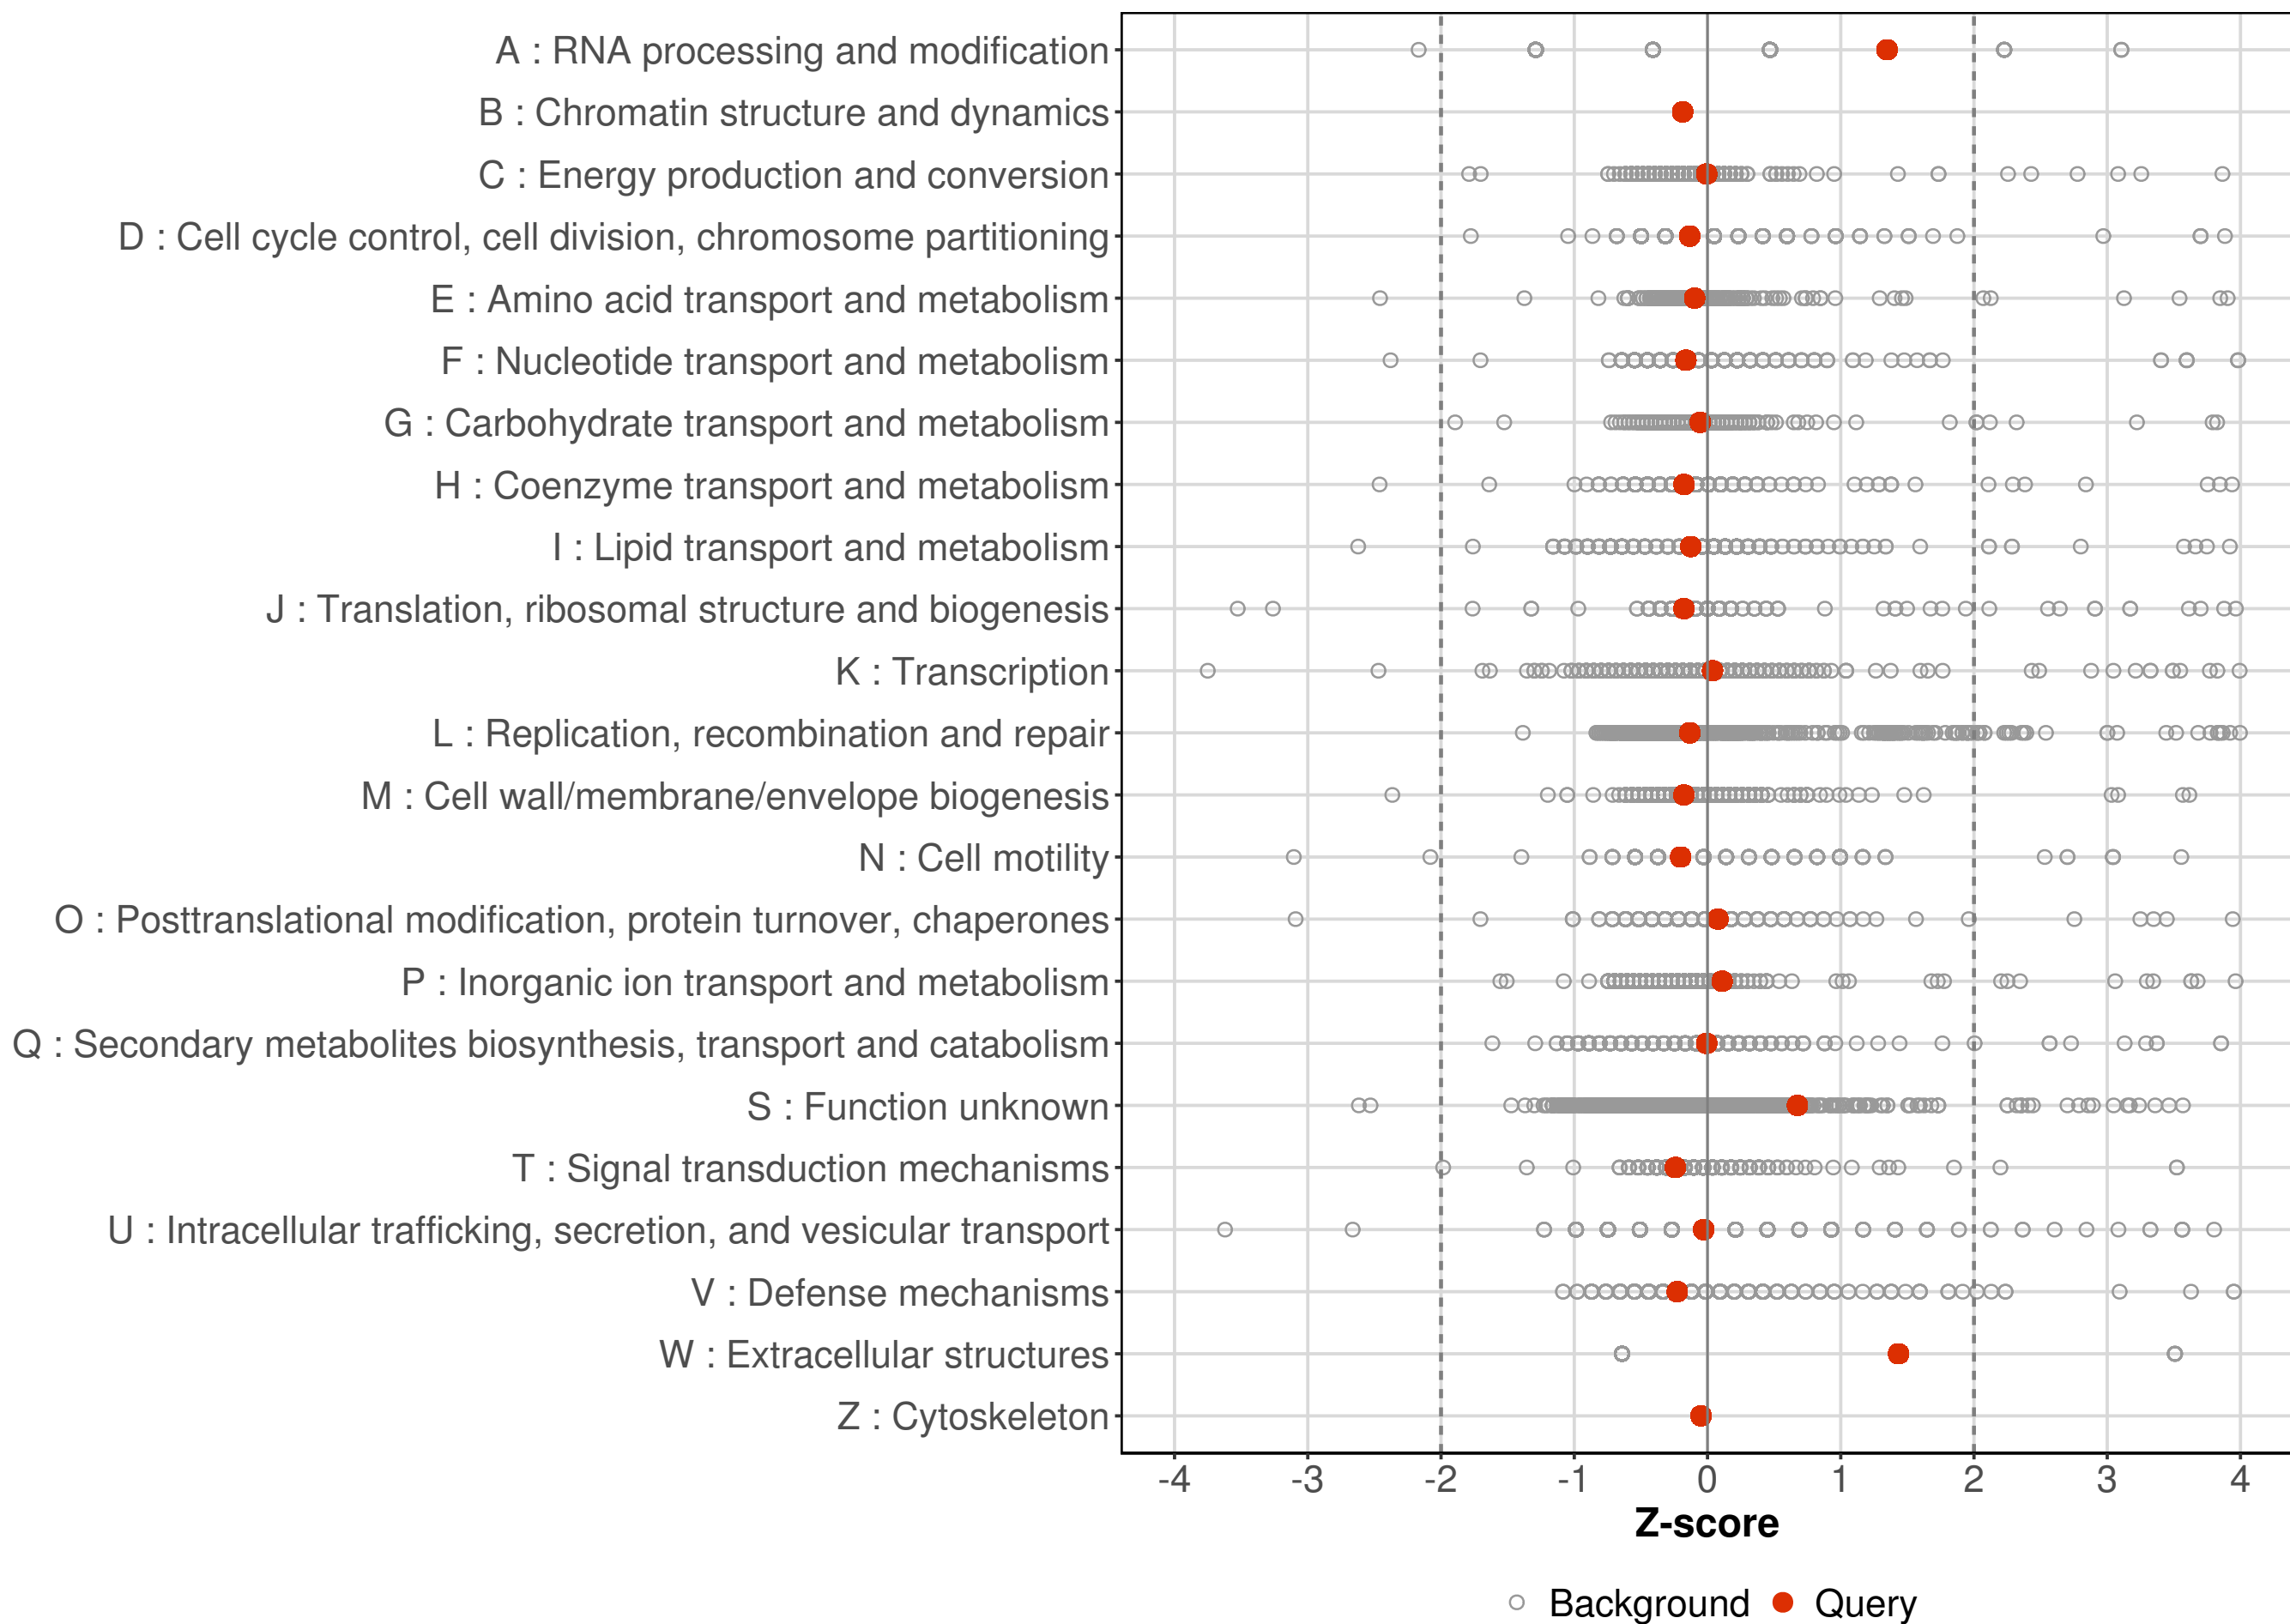 A : RNA processing and modification
B : Chromatin structure and dynamics
C : Energy production and conversion
D : Cell cycle control, cell division, chromosome partitioning
E : Amino acid transport and metabolism
F : Nucleotide transport and metabolism
G : Carbohydrate transport and metabolism
H : Coenzyme transport and metabolism
I : Lipid transport and metabolism
J : Translation, ribosomal structure and biogenesis
K : Transcription
L : Replication, recombination and repair
M : Cell wall/membrane/envelope biogenesis
N : Cell motility
O : Posttranslational modification, protein turnover, chaperones
P : Inorganic ion transport and metabolism
Q : Secondary metabolites biosynthesis, transport and catabolism
S : Function unknown
T : Signal transduction mechanisms
U : Intracellular trafficking, secretion, and vesicular transport
V : Defense mechanisms
W : Extracellular structures
Z : Cytoskeleton
-4 -3 -2 -1 0 1 2 3 4
Z-score
Background Query